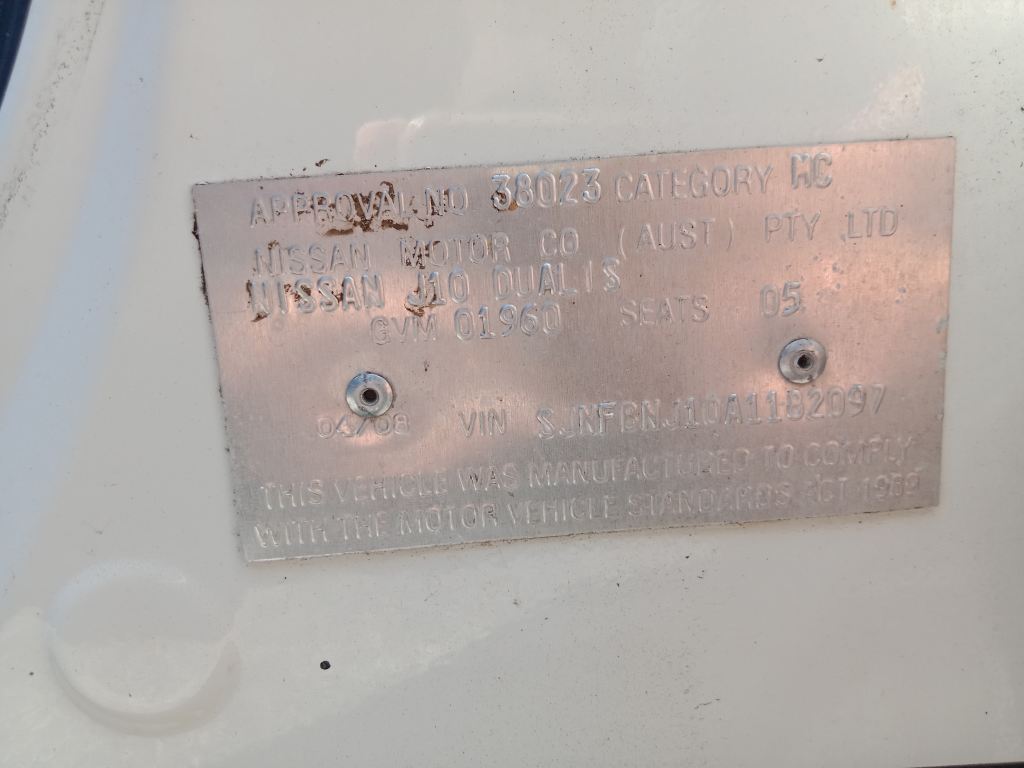 APPROVAL NO 38023 CATEGORY MC
NISSAN MOTOR CO (AUST) PTY LTD
NISSAN J10 DUALIS
GVM 01960 SEATS 05
04/08 VIN SJNFBNJ10A1182097
THIS VEHICLE WAS MANUFACTURED TO COMPLY
WITH THE MOTOR VEHICLE STANDARDS ACT 1989